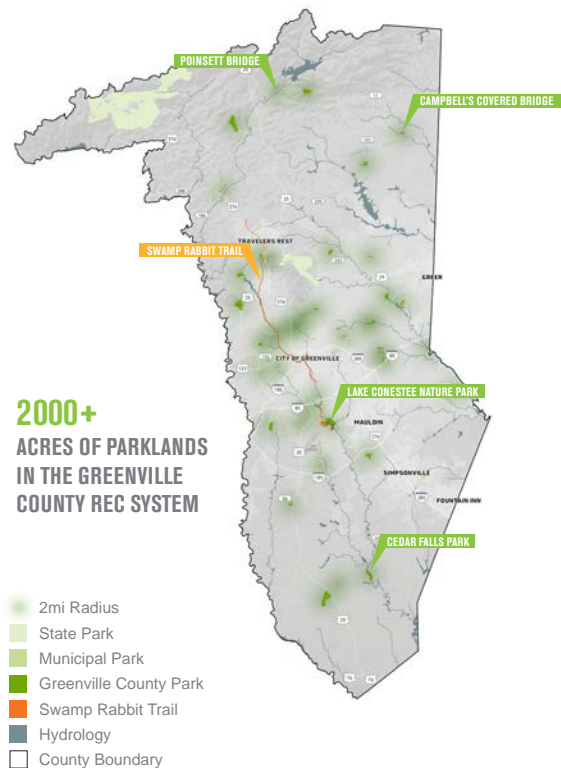 POINSETT BRIDGE
CAMPBELL'S COVERED BRIDGE
TRAVELERS REST
SWAMP RABBIT TRAIL
GREER
CITY OF GREENVILLE
LAKE CONESTEE NATURE PARK
MAULDIN
SIMPSONVILLE
FOUNTAIN INN
CEDAR FALLS PARK
2000+
ACRES OF PARKLANDS
IN THE GREENVILLE
COUNTY REC SYSTEM
2mi Radius
State Park
Municipal Park
Greenville County Park
Swamp Rabbit Trail
Hydrology
County Boundary